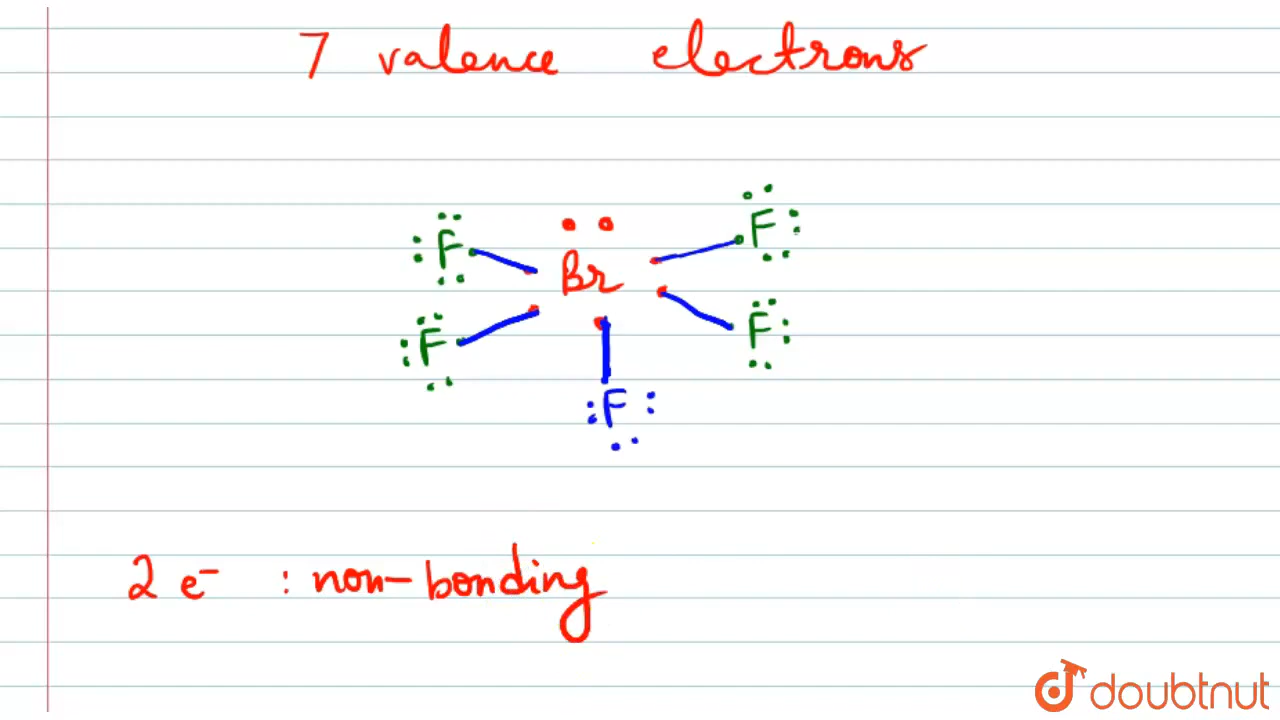 7 valence electrons
F Br F
F F
F
2 e⁻ : non-bonding
doubtnut